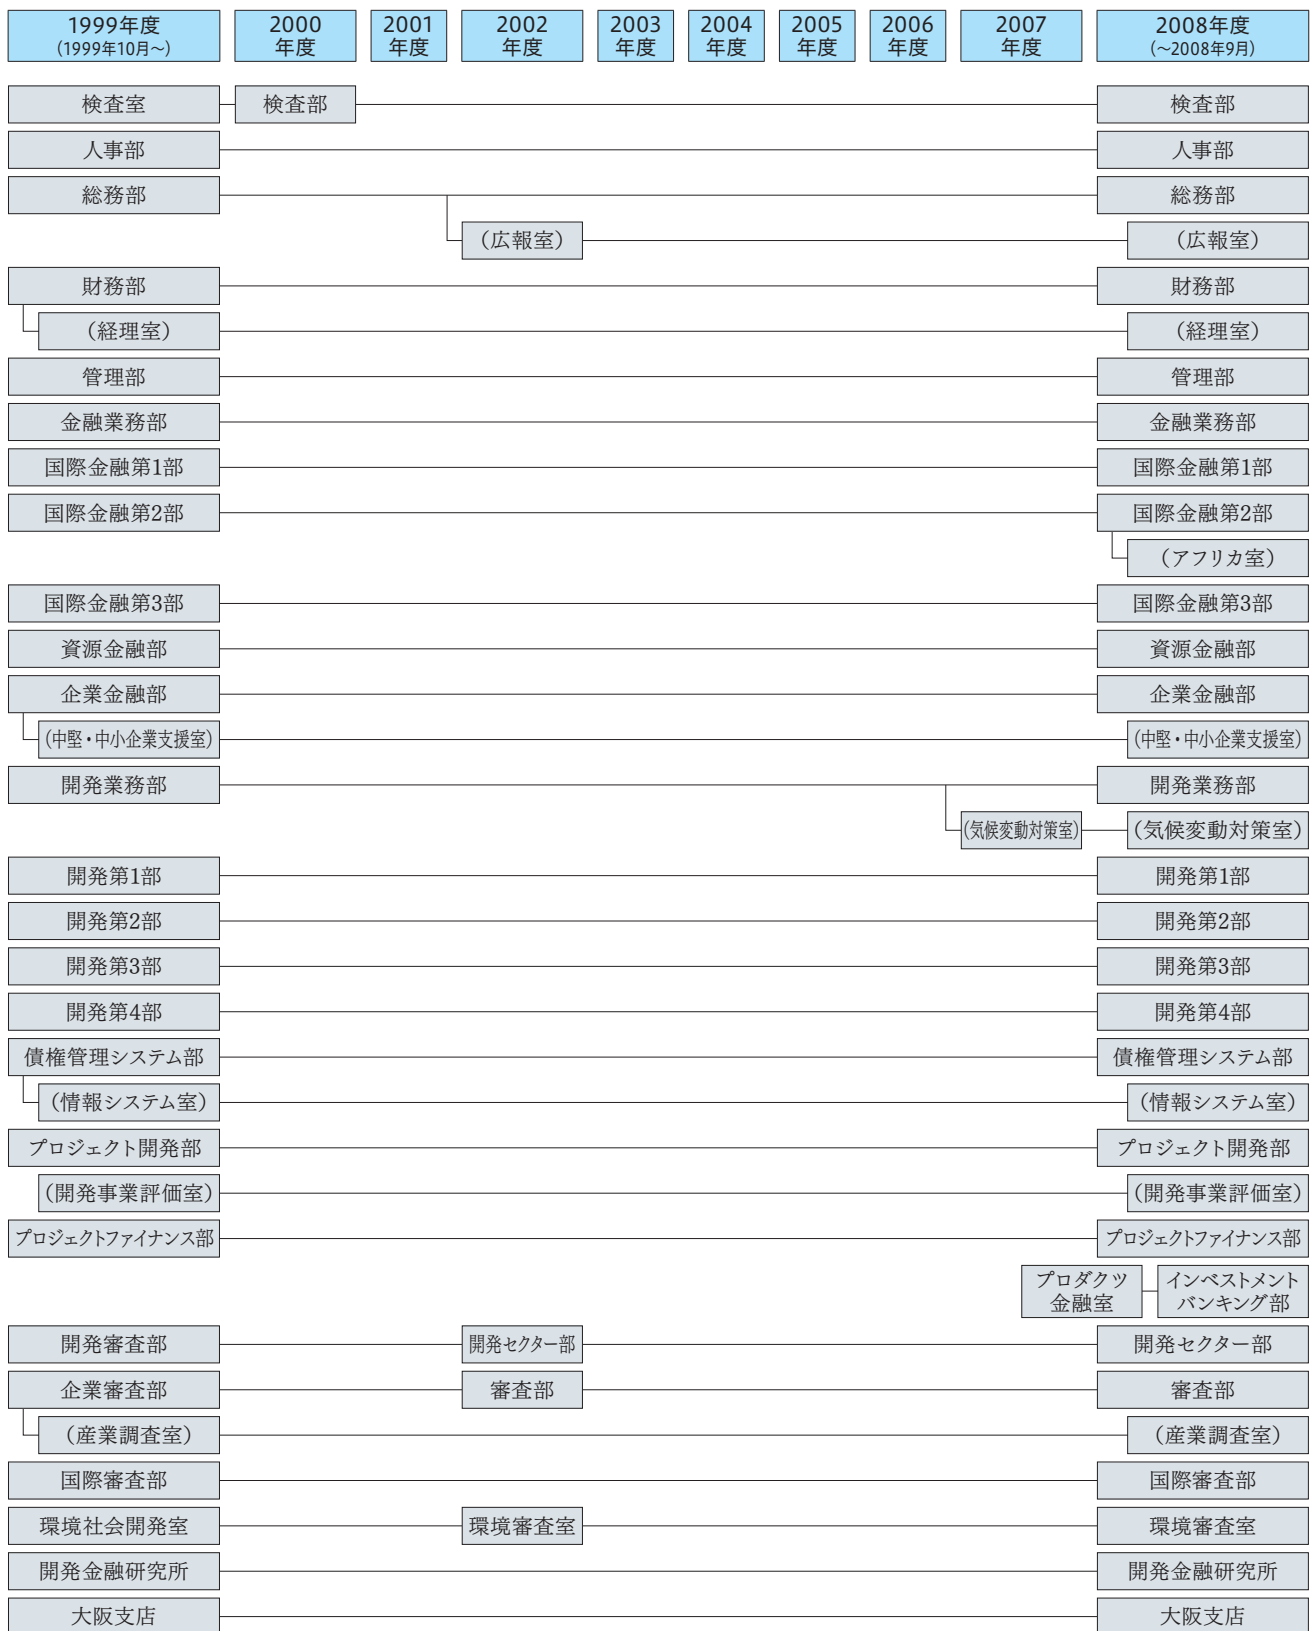 1999年度
(1999年10月～)
2000
年度
2001
年度
2002
年度
2003
年度
2004
年度
2005
年度
2006
年度
2007
年度
2008年度
(～2008年9月)
検査室
検査部
検査部
人事部
人事部
総務部
総務部
（広報室）
（広報室）
財務部
財務部
（経理室）
（経理室）
管理部
管理部
金融業務部
金融業務部
国際金融第1部
国際金融第1部
国際金融第2部
国際金融第2部
（アフリカ室）
国際金融第3部
国際金融第3部
資源金融部
資源金融部
企業金融部
企業金融部
（中堅・中小企業支援室）
（中堅・中小企業支援室）
開発業務部
開発業務部
（気候変動対策室）
（気候変動対策室）
開発第1部
開発第1部
開発第2部
開発第2部
開発第3部
開発第3部
開発第4部
開発第4部
債権管理システム部
債権管理システム部
（情報システム室）
（情報システム室）
プロジェクト開発部
プロジェクト開発部
（開発事業評価室）
（開発事業評価室）
プロジェクトファイナンス部
プロジェクトファイナンス部
プロダクツ
金融室
インベストメント
バンキング部
開発審査部
開発セクター部
開発セクター部
企業審査部
審査部
審査部
（産業調査室）
（産業調査室）
国際審査部
国際審査部
環境社会開発室
環境審査室
環境審査室
開発金融研究所
開発金融研究所
大阪支店
大阪支店